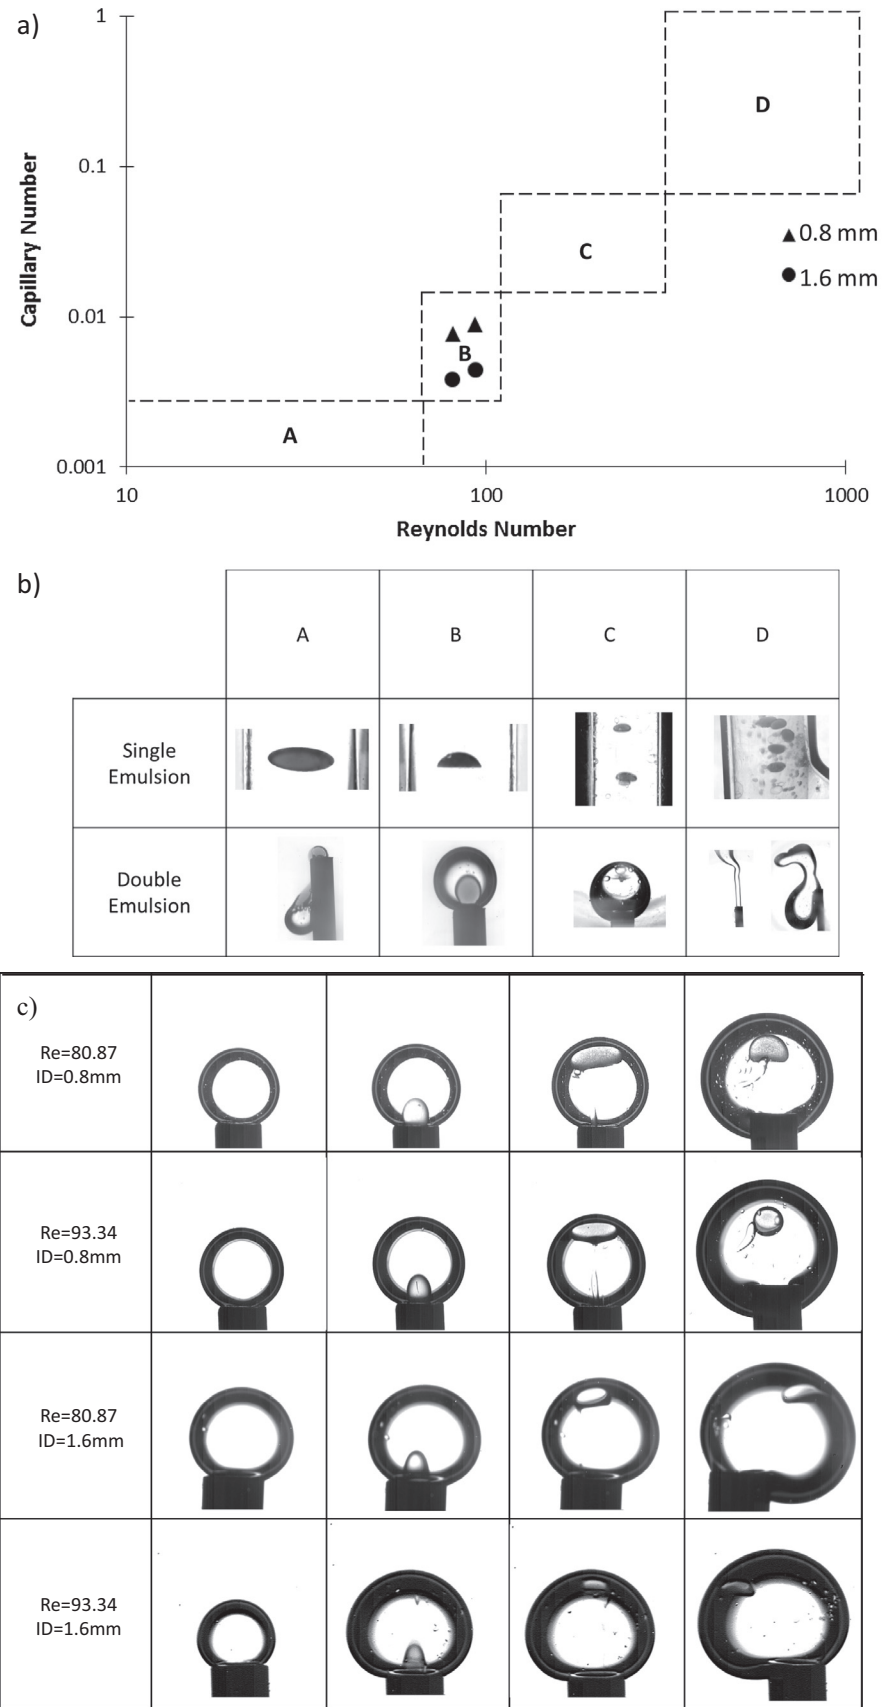 a)
1
0.1
0.01
0.001
Capillary Number
D
C
B
A
0.8 mm
1.6 mm
10
100
1000
Reynolds Number
b)
A
B
C
D
Single
Emulsion
Double
Emulsion
c)
Re=80.87
ID=0.8mm
Re=93.34
ID=0.8mm
Re=80.87
ID=1.6mm
Re=93.34
ID=1.6mm